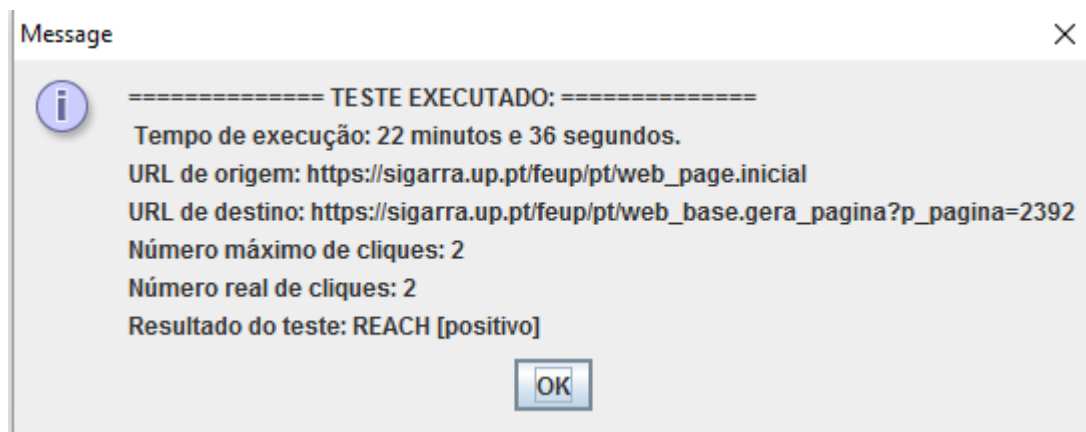 Message
============== TESTE EXECUTADO: ==============
Tempo de execução: 22 minutos e 36 segundos.
URL de origem: https://sigarra.up.pt/feup/pt/web_page.inicial
URL de destino: https://sigarra.up.pt/feup/pt/web_base.gera_pagina?p_pagina=2392
Número máximo de cliques: 2
Número real de cliques: 2
Resultado do teste: REACH [positivo]
OK